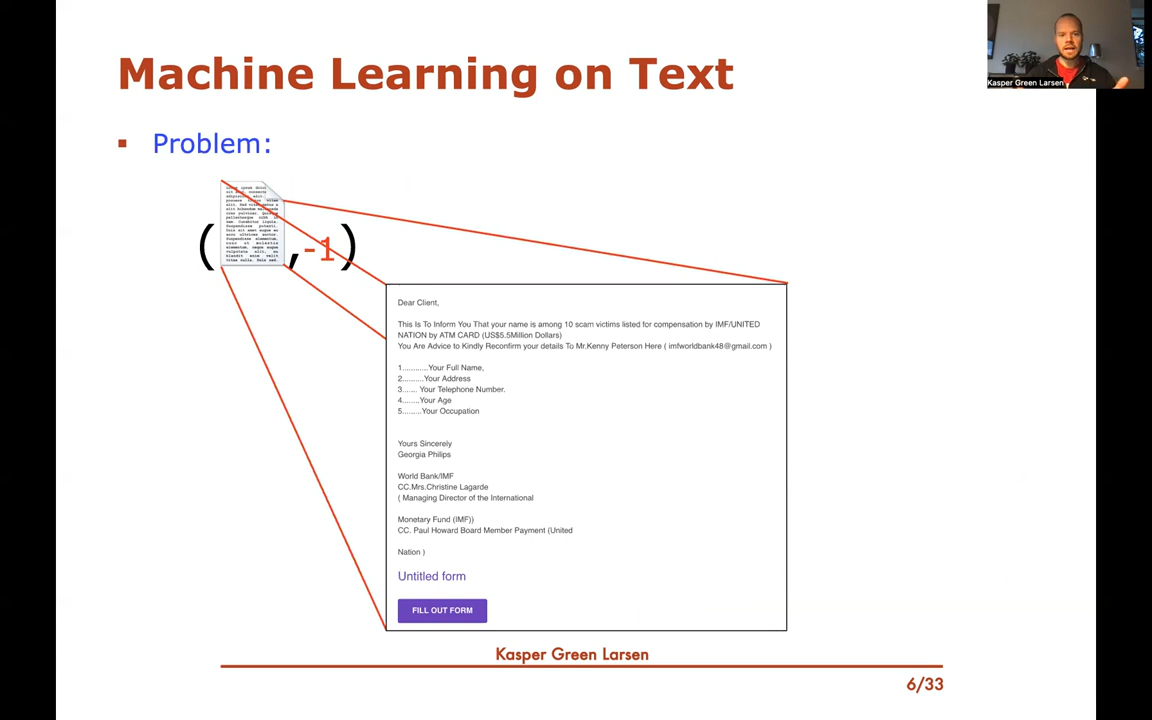 Machine Learning on Text
Kasper Green Larsen
Problem:
( ,-1)
Dear Client,
This Is To Inform You That your name is among 10 scam victims listed for compensation by IMF/UNITED
NATION by ATM CARD (US$5.5Million Dollars)
You Are Advice to Kindly Reconfirm your details To Mr.Kenny Peterson Here ( imfworldbank48@gmail.com )
1............Your Full Name,
2.........Your Address
3....... Your Telephone Number.
4........Your Age
5.........Your Occupation
Yours Sincerely
Georgia Philips
World Bank/IMF
CC.Mrs.Christine Lagarde
( Managing Director of the International
Monetary Fund (IMF))
CC. Paul Howard Board Member Payment (United
Nation )
Untitled form
FILL OUT FORM
Kasper Green Larsen
6/33